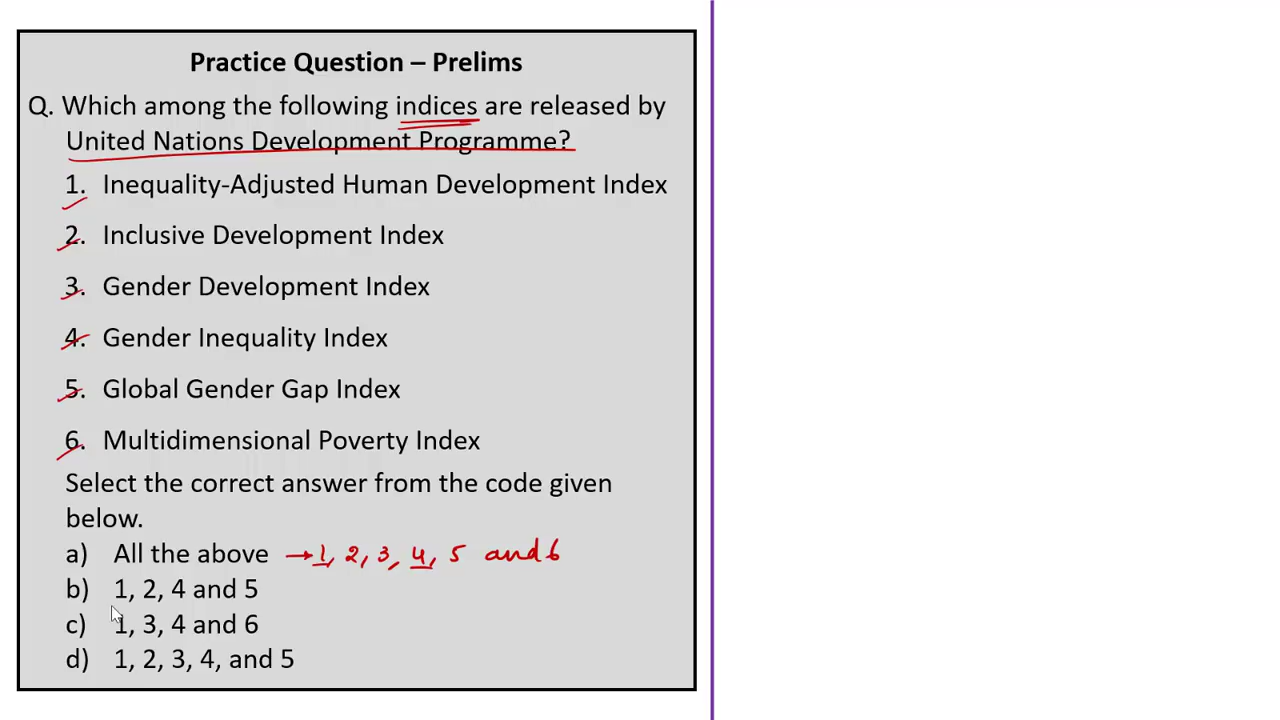 Practice Question – Prelims
Q. Which among the following indices are released by
United Nations Development Programme?
1. Inequality-Adjusted Human Development Index
2. Inclusive Development Index
3. Gender Development Index
4. Gender Inequality Index
5. Global Gender Gap Index
6. Multidimensional Poverty Index
Select the correct answer from the code given
below.
a) All the above → 1, 2, 3, 4, 5 and 6
b) 1, 2, 4 and 5
c) 1, 3, 4 and 6
d) 1, 2, 3, 4, and 5